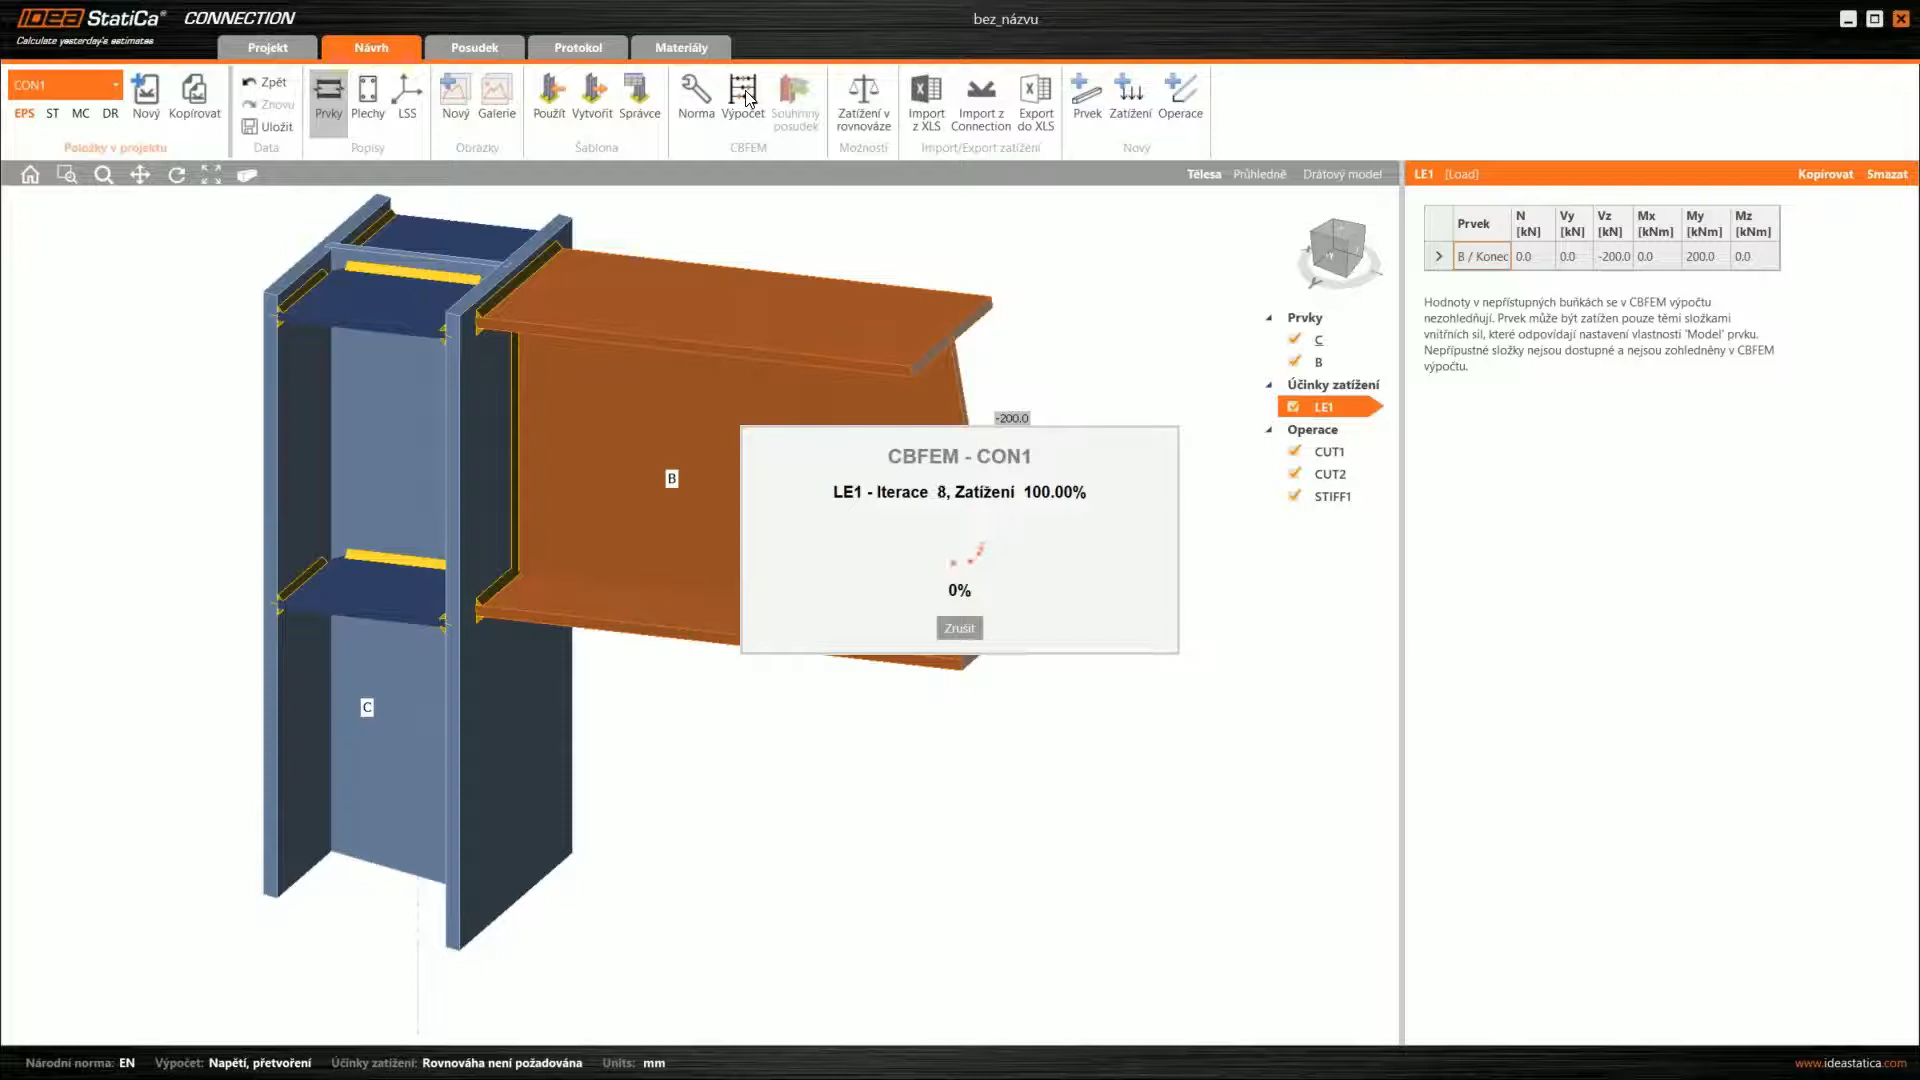 IDEA StatiCa® CONNECTION
Calculate yesterday's estimates
bez_názvu
Projekt Návrh Posudek Protokol Materiály
CON1
EPS ST MC DR Nový Kopírovat
Položky v projektu
Zpět
Znovu
Uložit
Data
Prvky Plechy LSS
Popisy
Nový Galerie
Obrázky
Použít Vytvořit Správce
Šablona
Norma Výpočet Souhrnný posudek
CBFEM
Zatížení v rovnováze
Možnosti
Import z XLS Import z Connection Export do XLS
Import/Export zatížení
Prvek Zatížení Operace
Nový
Tělesa Průhledně Drátový model
LE1 [Load] Kopírovat Smazat
Prvek N [kN] Vy [kN] Vz [kN] Mx [kNm] My [kNm] Mz [kNm]
B / Konec 0.0 0.0 -200.0 0.0 200.0 0.0
Hodnoty v nepřístupných buňkách se v CBFEM výpočtu
nezohledňují. Prvek může být zatížen pouze těmi složkami
vnitřních sil, které odpovídají nastavení vlastnosti 'Model' prvku.
Nepřípustné složky nejsou dostupné a nejsou zohledněny v CBFEM
výpočtu.
Prvky
C
B
Účinky zatížení
LE1
Operace
CUT1
CUT2
STIFF1
-200.0
B
C
CBFEM - CON1
LE1 - Iterace 8, Zatížení 100.00%
0%
Zrušit
Národní norma: EN Výpočet: Napětí, přetvoření Účinky zatížení: Rovnováha není požadována Units: mm
www.ideastatica.com